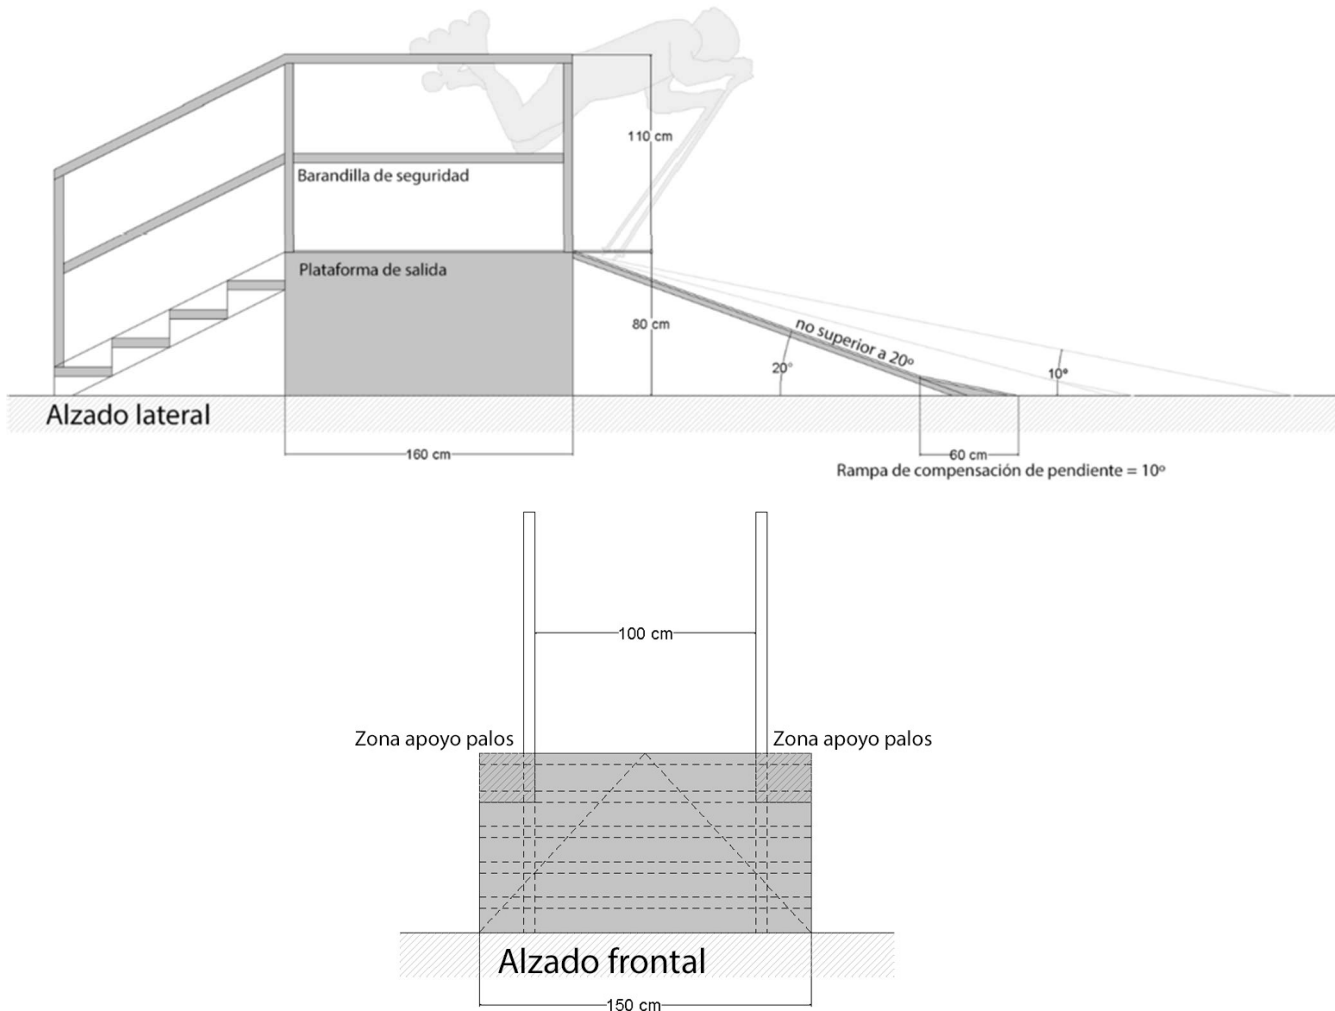 110 cm
Barandilla de seguridad
Plataforma de salida
80 cm
no superior a 20º
20°
10º
Alzado lateral
160 cm
60 cm
Rampa de compensación de pendiente = 10º
100 cm
Zona apoyo palos
Zona apoyo palos
Alzado frontal
150 cm